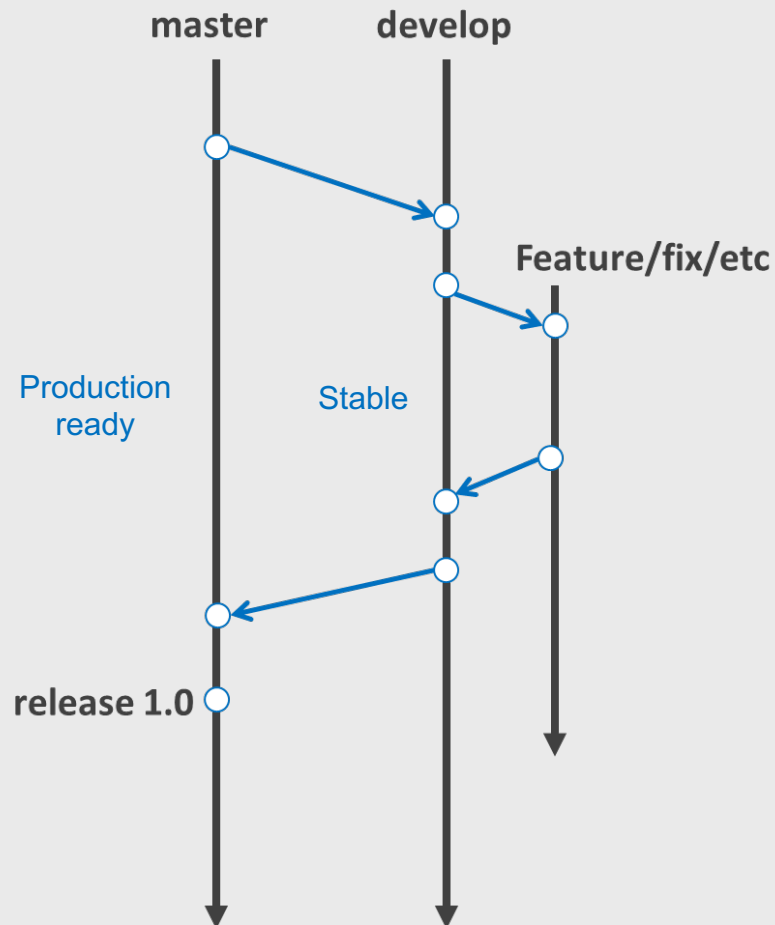 master
develop
Feature/fix/etc
Production
ready
Stable
release 1.0